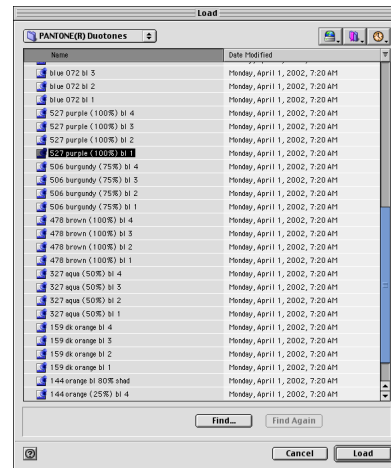 Load
PANTONE(R) Duotones
Name Date Modified
blue 072 bl 3 Monday, April 1, 2002, 7:20 AM
blue 072 bl 2 Monday, April 1, 2002, 7:20 AM
blue 072 bl 1 Monday, April 1, 2002, 7:20 AM
527 purple (100%) bl 4 Monday, April 1, 2002, 7:20 AM
527 purple (100%) bl 3 Monday, April 1, 2002, 7:20 AM
527 purple (100%) bl 2 Monday, April 1, 2002, 7:20 AM
527 purple (100%) bl 1 Monday, April 1, 2002, 7:20 AM
506 burgundy (75%) bl 4 Monday, April 1, 2002, 7:20 AM
506 burgundy (75%) bl 3 Monday, April 1, 2002, 7:20 AM
506 burgundy (75%) bl 2 Monday, April 1, 2002, 7:20 AM
506 burgundy (75%) bl 1 Monday, April 1, 2002, 7:20 AM
478 brown (100%) bl 4 Monday, April 1, 2002, 7:20 AM
478 brown (100%) bl 3 Monday, April 1, 2002, 7:20 AM
478 brown (100%) bl 2 Monday, April 1, 2002, 7:20 AM
478 brown (100%) bl 1 Monday, April 1, 2002, 7:20 AM
327 aqua (50%) bl 4 Monday, April 1, 2002, 7:20 AM
327 aqua (50%) bl 3 Monday, April 1, 2002, 7:20 AM
327 aqua (50%) bl 2 Monday, April 1, 2002, 7:20 AM
327 aqua (50%) bl 1 Monday, April 1, 2002, 7:20 AM
159 dk orange bl 4 Monday, April 1, 2002, 7:20 AM
159 dk orange bl 3 Monday, April 1, 2002, 7:20 AM
159 dk orange bl 2 Monday, April 1, 2002, 7:20 AM
159 dk orange bl 1 Monday, April 1, 2002, 7:20 AM
144 orange bl 80% shad Monday, April 1, 2002, 7:20 AM
144 orange (25%) bl 4 Monday, April 1, 2002, 7:20 AM
Find... Find Again
Cancel Load